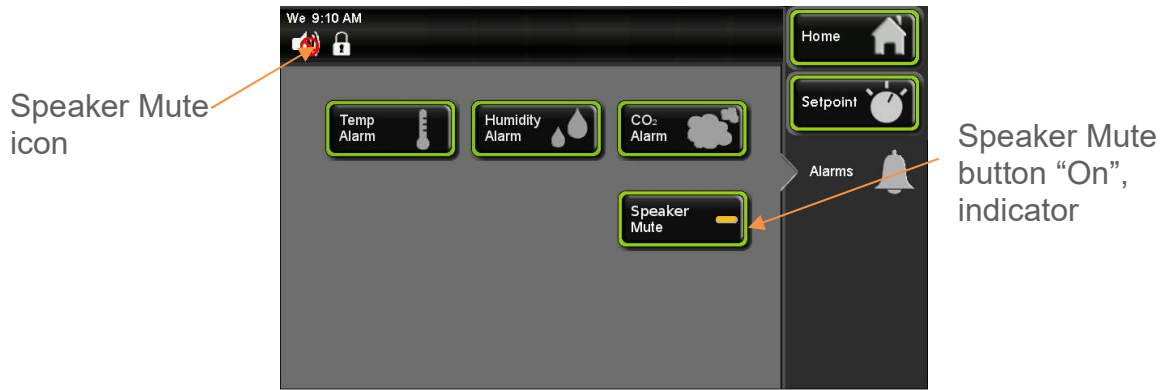 We 9:10 AM
Home
Setpoint
Alarms
Temp
Alarm
Humidity
Alarm
CO₂
Alarm
Speaker
Mute
Speaker Mute
icon
Speaker Mute
button “On”,
indicator